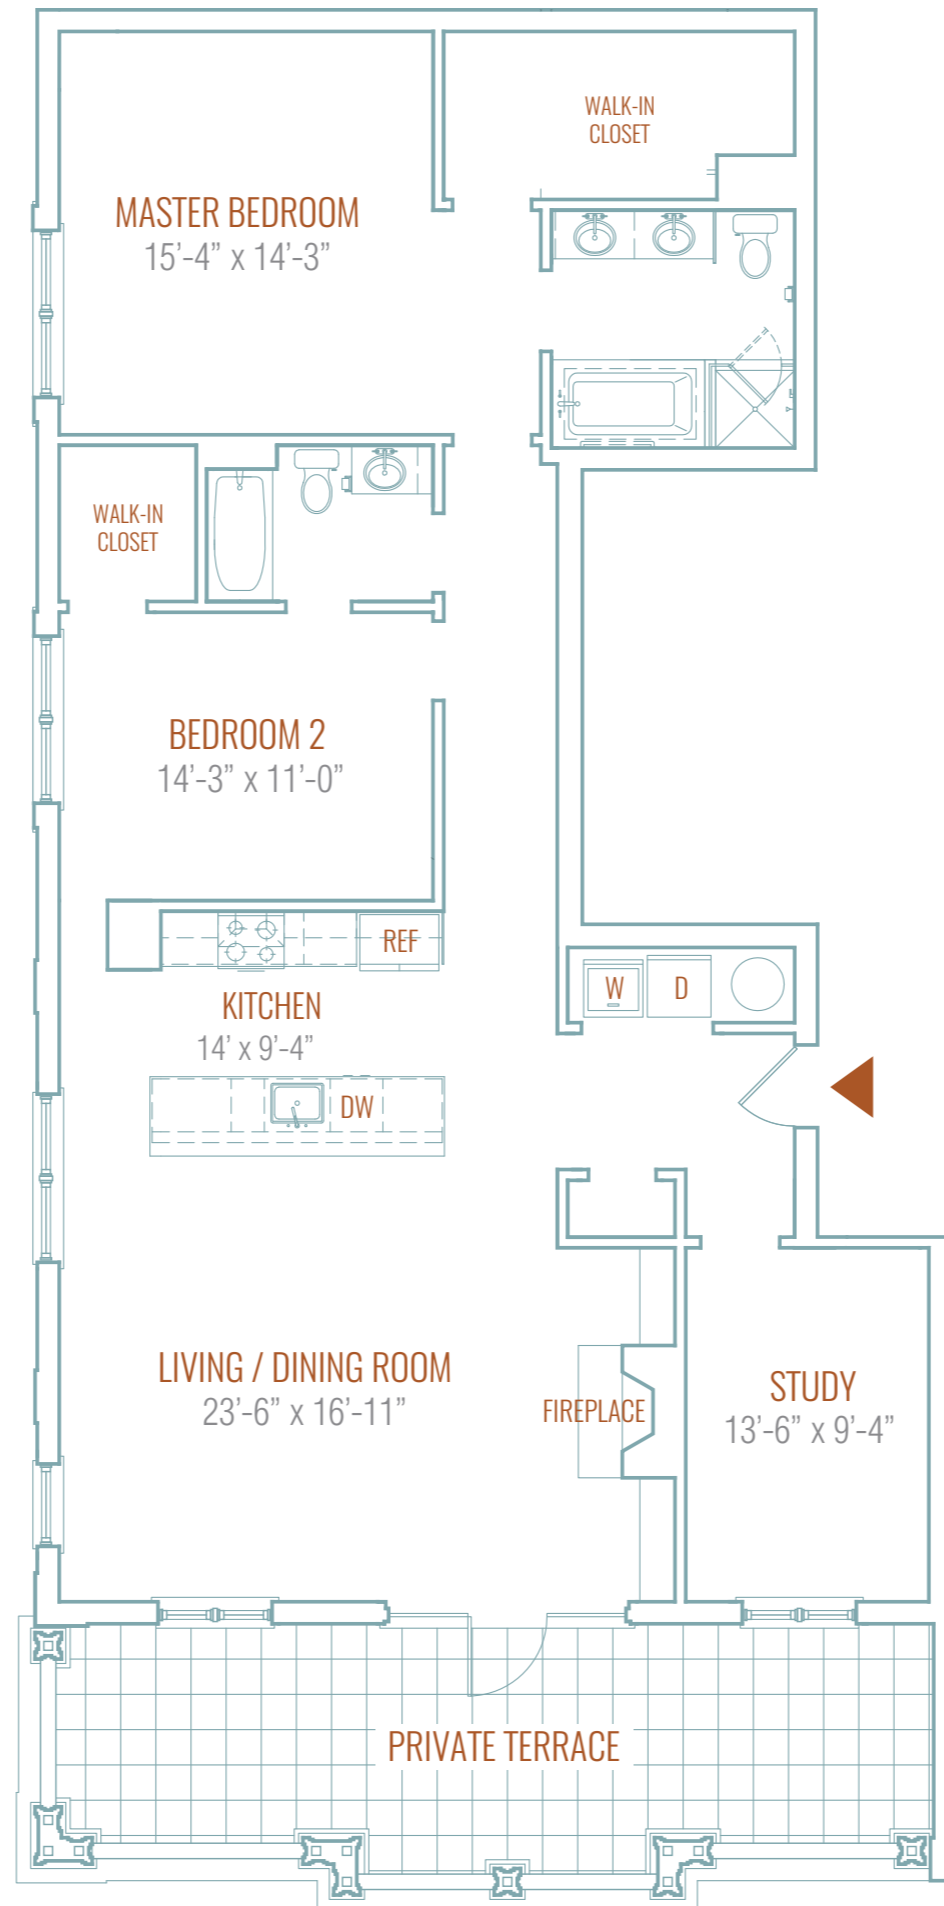 WALK-IN
CLOSET
MASTER BEDROOM
15’-4” x 14’-3”
WALK-IN
CLOSET
BEDROOM 2
14’-3” x 11’-0”
REF
W
D
KITCHEN
14’ x 9’-4”
DW
LIVING / DINING ROOM
23’-6” x 16’-11”
FIREPLACE
STUDY
13’-6” x 9’-4”
PRIVATE TERRACE